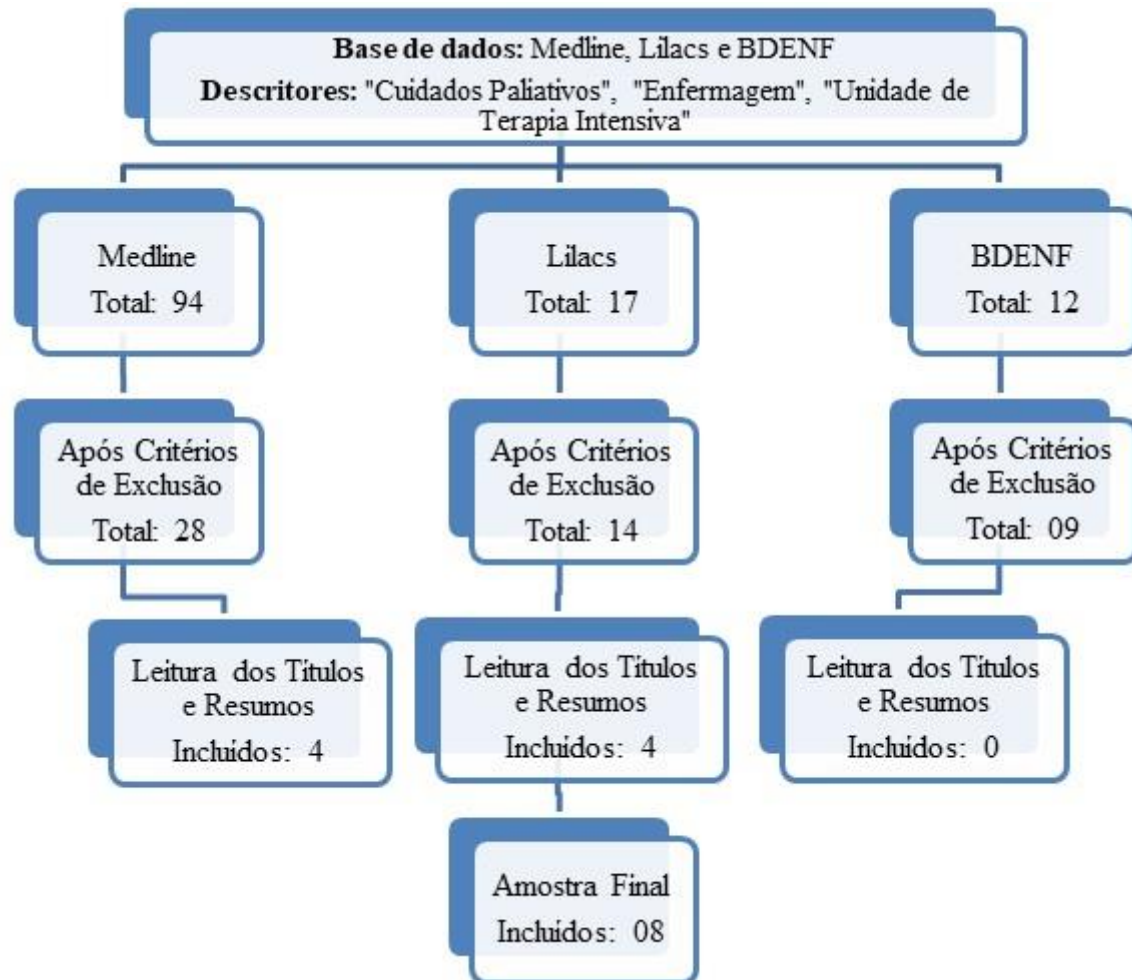 Base de dados: Medline, Lilacs e BDENF
Descritores: "Cuidados Paliativos", "Enfermagem", "Unidade de
Terapia Intensiva"
Medline
Total: 94
Lilacs
Total: 17
BDENF
Total: 12
Após Critérios
de Exclusão
Total: 28
Após Critérios
de Exclusão
Total: 14
Após Critérios
de Exclusão
Total: 09
Leitura dos Títulos
e Resumos
Incluídos: 4
Leitura dos Títulos
e Resumos
Incluídos: 4
Leitura dos Títulos
e Resumos
Incluídos: 0
Amostra Final
Incluídos: 08